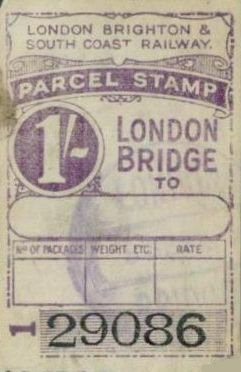 LONDON BRIGHTON &
SOUTH COAST RAILWAY.
PARCEL STAMP
1/- LONDON
BRIDGE
TO
No OF PACKAGES WEIGHT ETC. RATE
1 29086